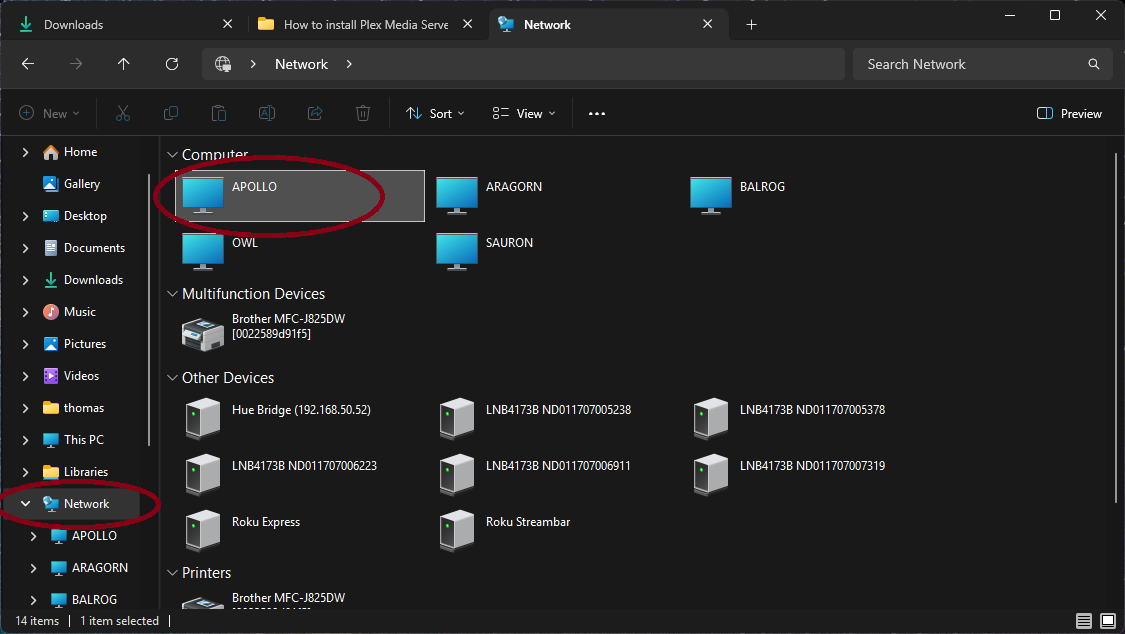 Downloads
How to install Plex Media Serve
Network
Network
Search Network
New
Sort
View
Preview
Home
Gallery
Desktop
Documents
Downloads
Music
Pictures
Videos
thomas
This PC
Libraries
Network
APOLLO
ARAGORN
BALROG
Computer
APOLLO
ARAGORN
BALROG
OWL
SAURON
Multifunction Devices
Brother MFC-J825DW
[0022589d91f5]
Other Devices
Hue Bridge (192.168.50.52)
LNB4173B ND011707005238
LNB4173B ND011707005378
LNB4173B ND011707006223
LNB4173B ND011707006911
LNB4173B ND011707007319
Roku Express
Roku Streambar
Printers
Brother MFC-J825DW
14 items
1 item selected